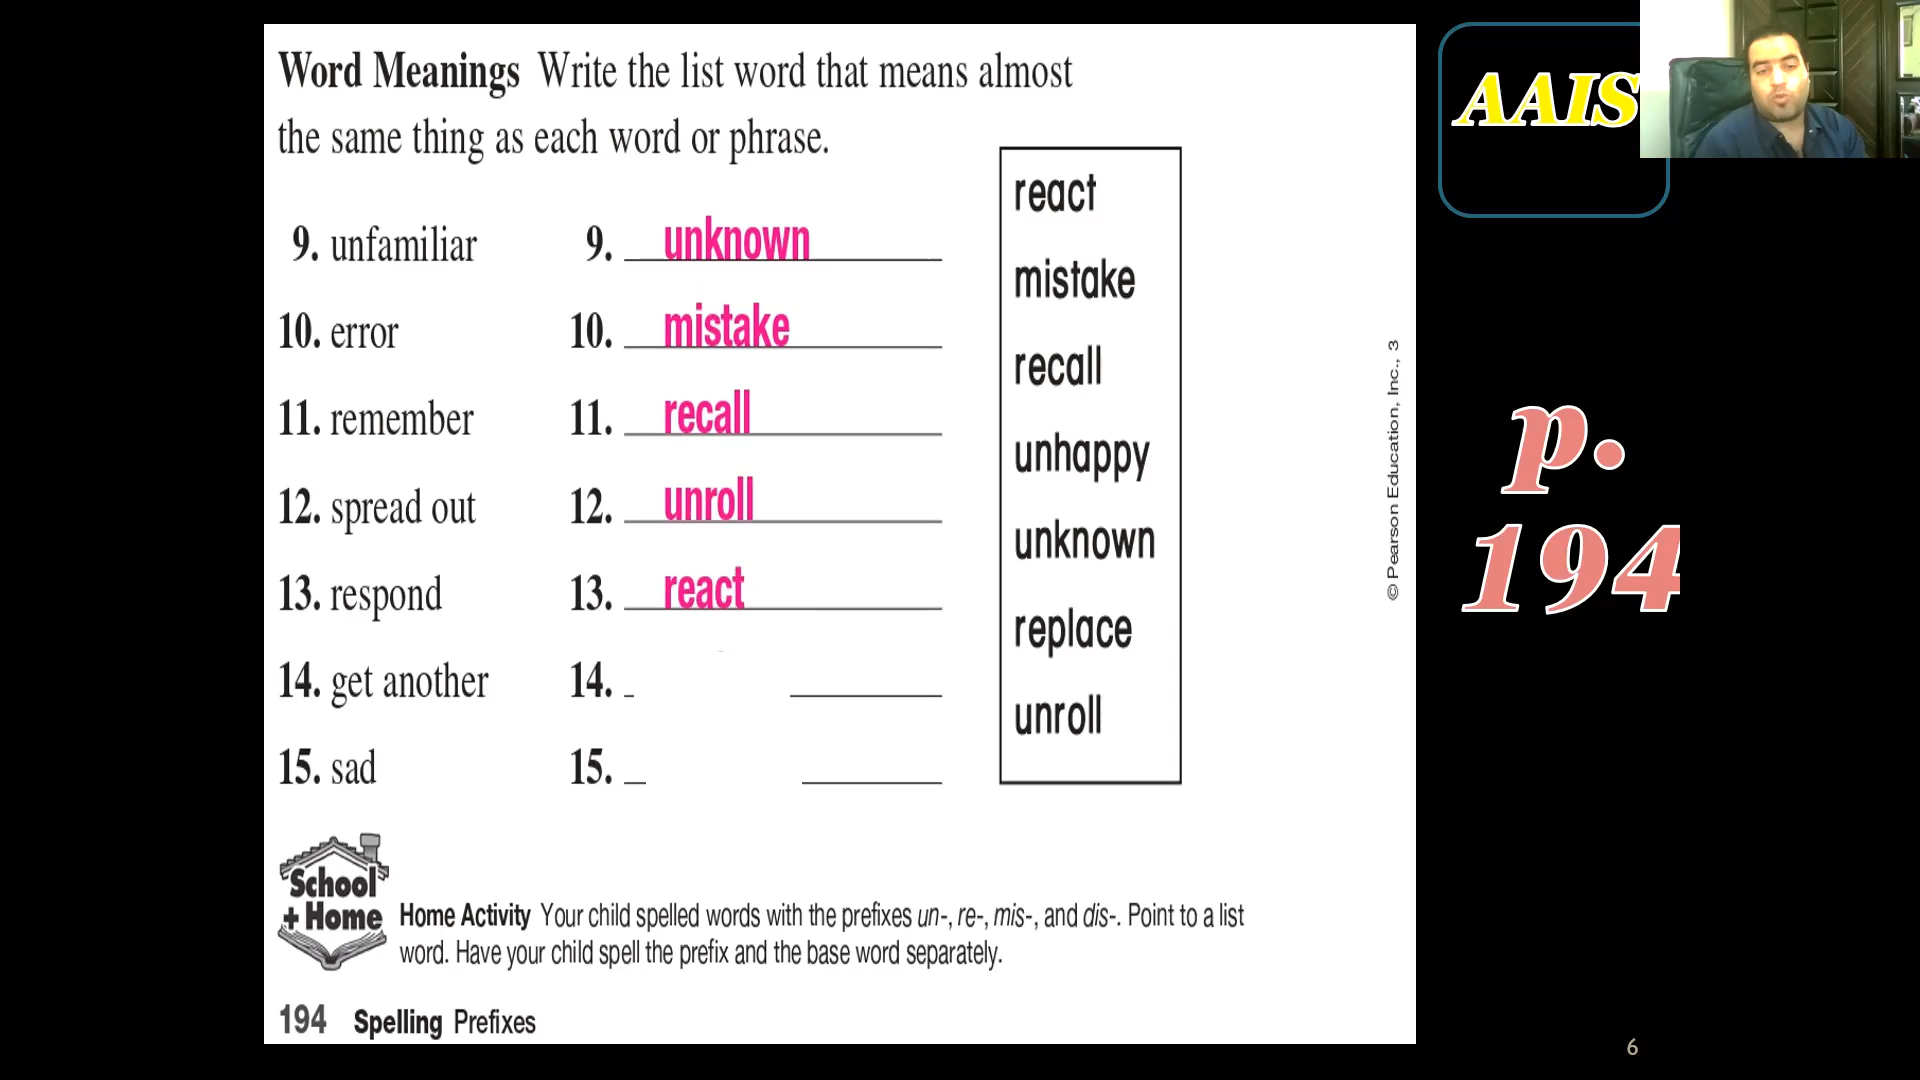 Word Meanings Write the list word that means almost
the same thing as each word or phrase.
9. unfamiliar 9. unknown
10. error 10. mistake
11. remember 11. recall
12. spread out 12. unroll
13. respond 13. react
14. get another 14.
15. sad 15.
react
mistake
recall
unhappy
unknown
replace
unroll
© Pearson Education, Inc., 3
School
+ Home
Home Activity Your child spelled words with the prefixes un-, re-, mis-, and dis-. Point to a list
word. Have your child spell the prefix and the base word separately.
194 Spelling Prefixes
AAIS
p.
194
6